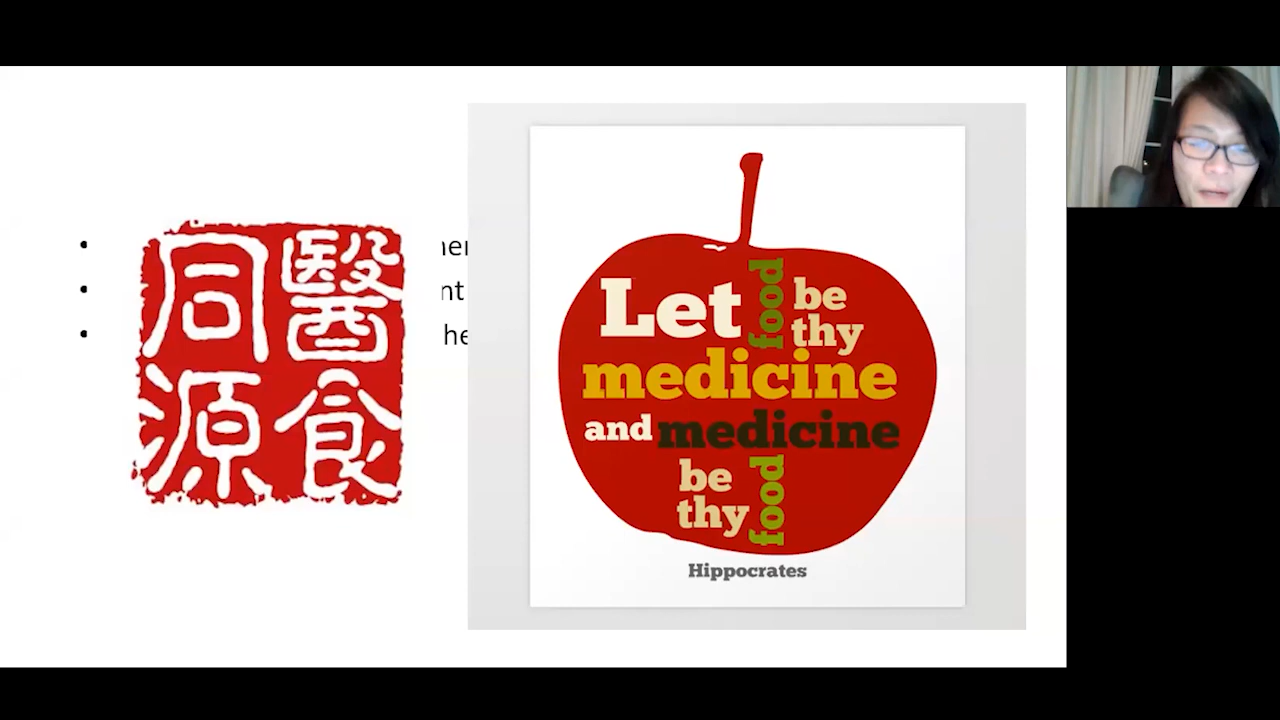 醫食
同源
Let food be
thy
medicine
and medicine
be
thy food
Hippocrates